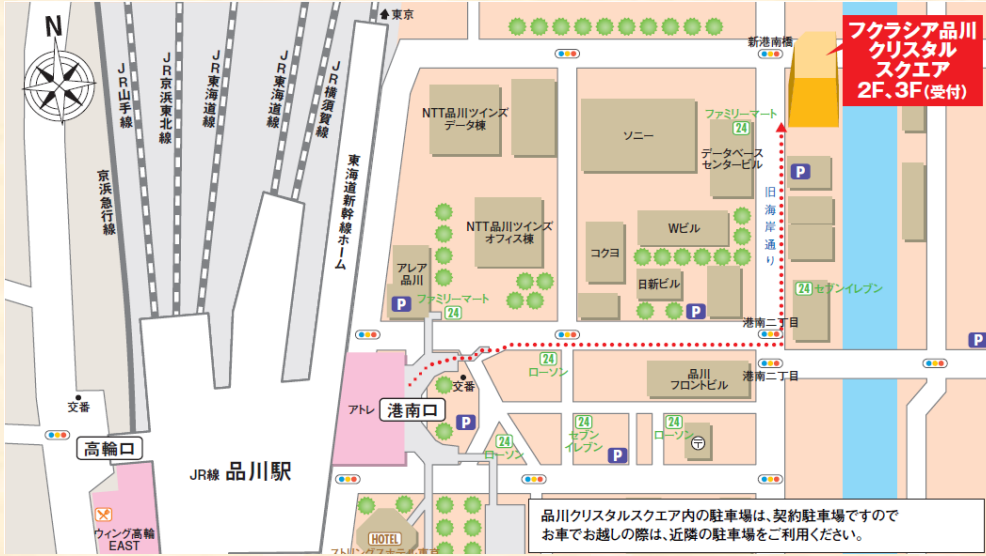 N
東京
新港南橋
フクラシア品川
クリスタル
スクエア
2F、3F(受付)
JR山手線
JR京浜東北線
JR東海道線
JR東海道線
JR横須賀線
京浜急行線
東海道新幹線ホーム
NTT品川ツインズ
データ棟
ソニー
ファミリーマート
24
データベース
センタービル
P
旧海岸通り
NTT品川ツインズ
オフィス棟
コクヨ
Wビル
日新ビル
P
アレア
品川
P
ファミリーマート
24
24 セブンイレブン
港南二丁目
P
24
ローソン
品川
フロントビル
港南二丁目
アトレ
港南口
交番
P
24
ローソン
24
セブン
イレブン
P
24
ローソン
〒
交番
高輪口
JR線 品川駅
ウィング高輪
EAST
HOTEL
ストリングスホテル東京
品川クリスタルスクエア内の駐車場は、契約駐車場ですので
お車でお越しの際は、近隣の駐車場をご利用ください。